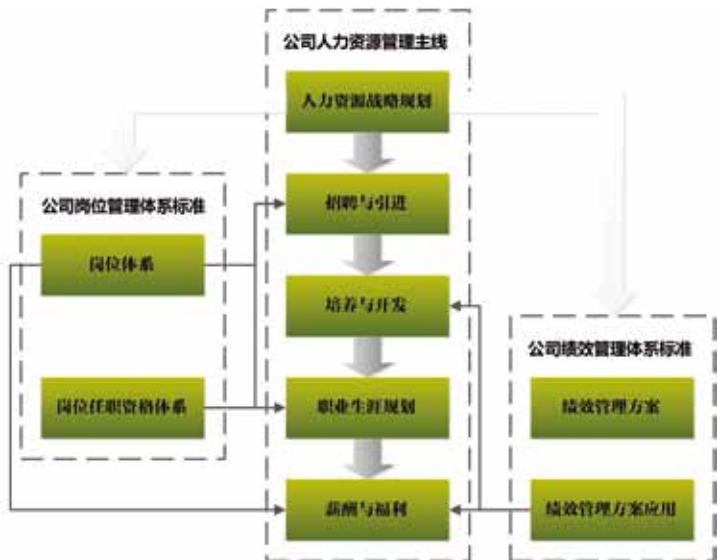 公司人力资源管理主线
人力资源战略规划
招聘与引进
培养与开发
职业生涯规划
薪酬与福利
公司岗位管理体系标准
岗位体系
岗位任职资格体系
公司绩效管理体系标准
绩效管理方案
绩效管理方案应用